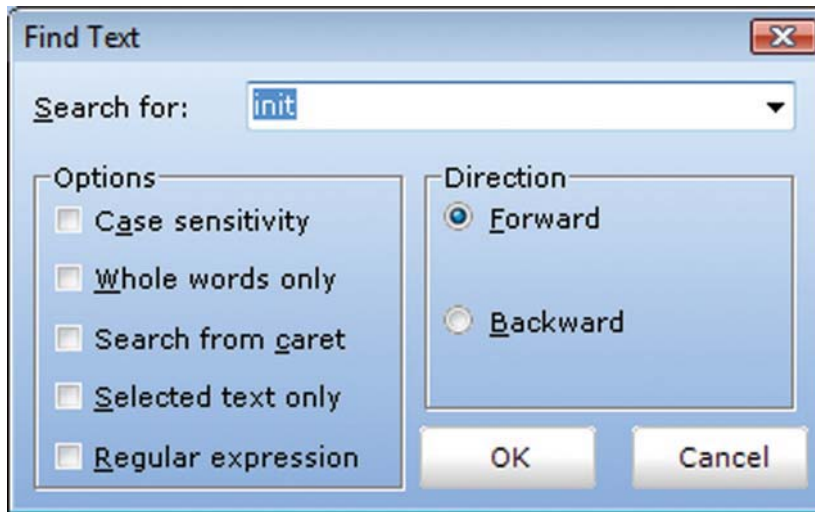 Find Text
Search for: init
Options
Case sensitivity
Whole words only
Search from caret
Selected text only
Regular expression
Direction
Forward
Backward
OK Cancel